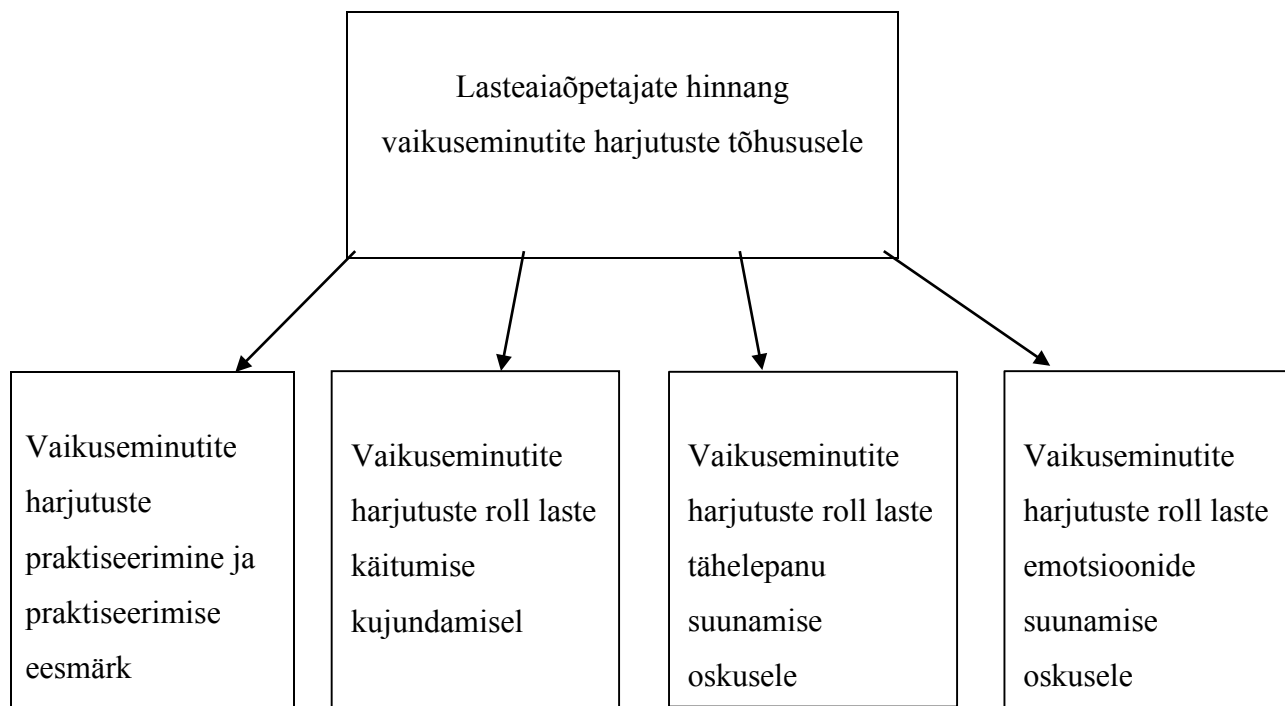 Lasteaiaõpetajate hinnang
vaikuseminutite harjutuste tõhususele
Vaikuseminutite
harjutuste
praktiseerimine ja
praktiseerimise
eesmärk
Vaikuseminutite
harjutuste roll laste
käitumise
kujundamisel
Vaikuseminutite
harjutuste roll laste
tähelepanu
suunamise
oskusele
Vaikuseminutite
harjutuste roll laste
emotsioonide
suunamise
oskusele